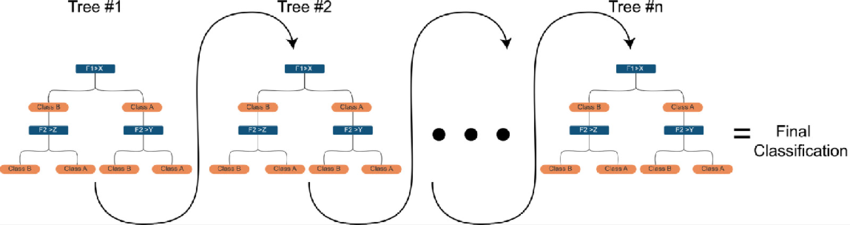 Tree #1
Tree #2
Tree #n
F1>X
F1>X
F1>X
Class B
Class A
Class B
Class A
Class B
Class A
F2 >Z
F2 >Y
F2 >Z
F2 >Y
F2 >Z
F2 >Y
=
Final
Classification
Class B
Class A
Class B
Class A
Class B
Class A
Class B
Class A
Class B
Class A
Class B
Class A